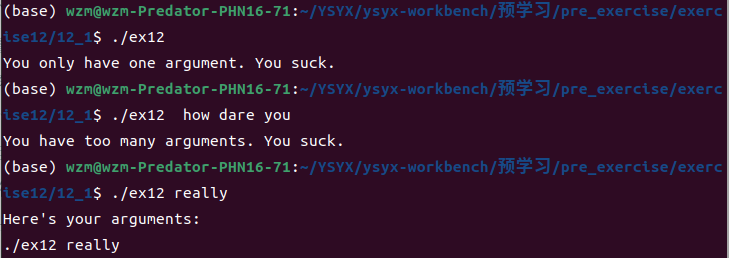 (base) wzm@wzm-Predator-PHN16-71:~/YSYX/ysyx-workbench/预学习/pre_exercise/exerc
ise12/12_1$ ./ex12
You only have one argument. You suck.
(base) wzm@wzm-Predator-PHN16-71:~/YSYX/ysyx-workbench/预学习/pre_exercise/exerc
ise12/12_1$ ./ex12  how dare you
You have too many arguments. You suck.
(base) wzm@wzm-Predator-PHN16-71:~/YSYX/ysyx-workbench/预学习/pre_exercise/exerc
ise12/12_1$ ./ex12 really
Here's your arguments:
./ex12 really